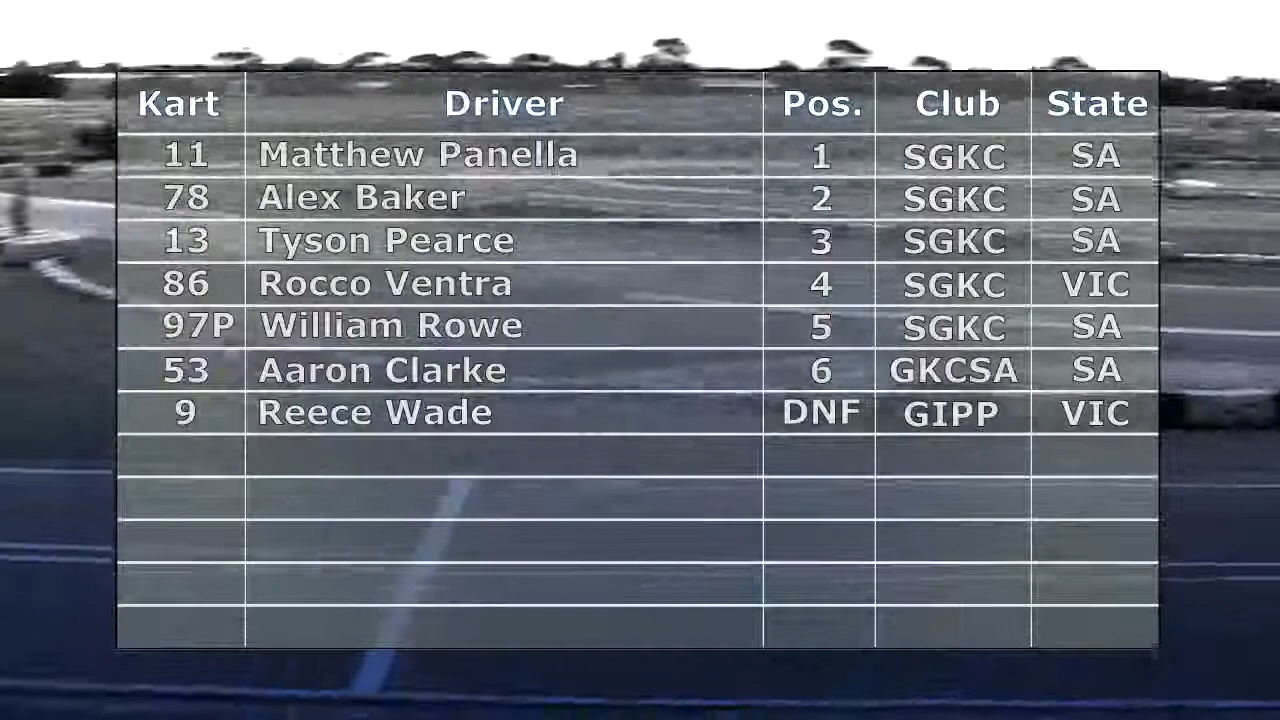 Kart Driver Pos. Club State
11 Matthew Panella 1 SGKC SA
78 Alex Baker 2 SGKC SA
13 Tyson Pearce 3 SGKC SA
86 Rocco Ventra 4 SGKC VIC
97P William Rowe 5 SGKC SA
53 Aaron Clarke 6 GKCSA SA
9 Reece Wade DNF GIPP VIC